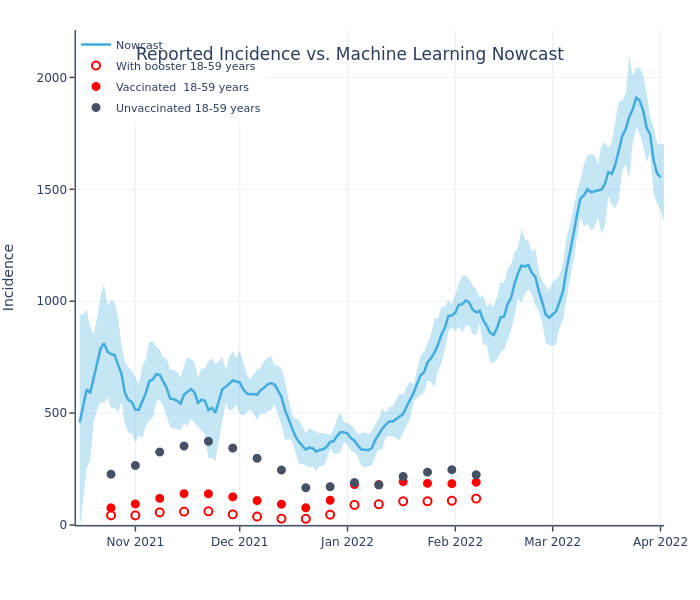 Reported Incidence vs. Machine Learning Nowcast
Nowcast
With booster 18-59 years
Vaccinated  18-59 years
Unvaccinated 18-59 years
Incidence
2000
1500
1000
500
0
Nov 2021
Dec 2021
Jan 2022
Feb 2022
Mar 2022
Apr 2022